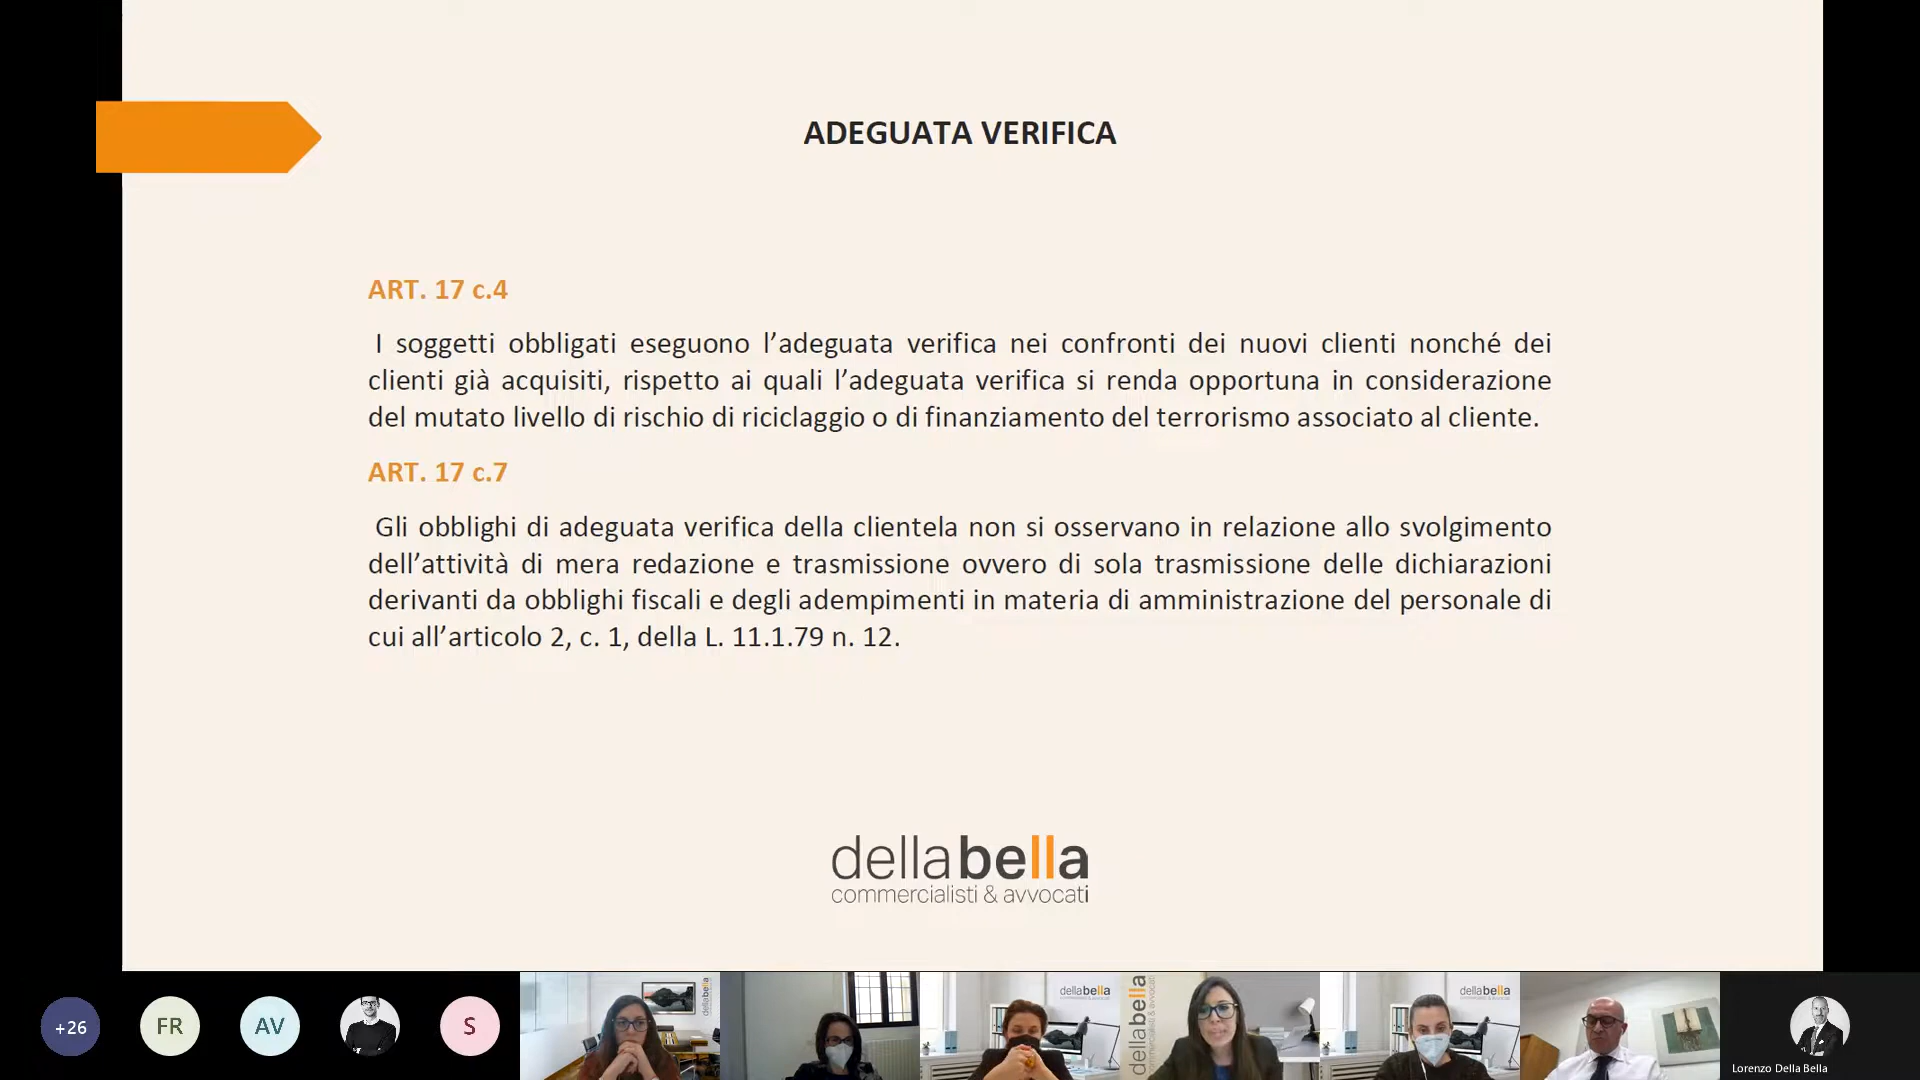 ADEGUATA VERIFICA
ART. 17 c.4
I soggetti obbligati eseguono l’adeguata verifica nei confronti dei nuovi clienti nonché dei
clienti già acquisiti, rispetto ai quali l’adeguata verifica si renda opportuna in considerazione
del mutato livello di rischio di riciclaggio o di finanziamento del terrorismo associato al cliente.
ART. 17 c.7
Gli obblighi di adeguata verifica della clientela non si osservano in relazione allo svolgimento
dell’attività di mera redazione e trasmissione ovvero di sola trasmissione delle dichiarazioni
derivanti da obblighi fiscali e degli adempimenti in materia di amministrazione del personale di
cui all’articolo 2, c. 1, della L. 11.1.79 n. 12.
dellabella
commercialisti & avvocati
+26
FR
AV
S
dellabella
dellabella
dellabella
commercialisti & avvocati
dellabella
Lorenzo Della Bella